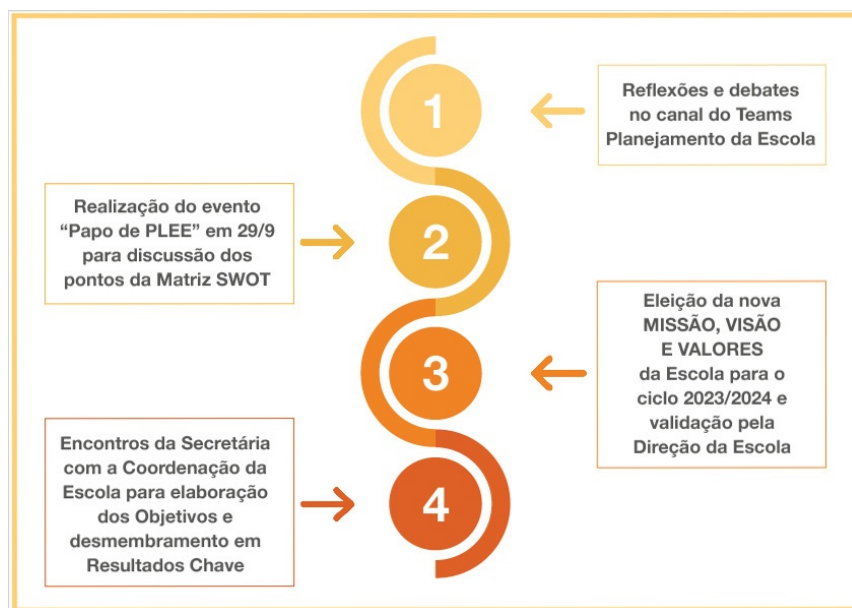 1
Reflexões e debates
no canal do Teams
Planejamento da Escola
Realização do evento
“Papo de PLEE” em 29/9
para discussão dos
pontos da Matriz SWOT
2
3
Eleição da nova
MISSÃO, VISÃO
E VALORES
da Escola para o
ciclo 2023/2024 e
validação pela
Direção da Escola
Encontros da Secretária
com a Coordenação da
Escola para elaboração
dos Objetivos e
desmembramento em
Resultados Chave
4